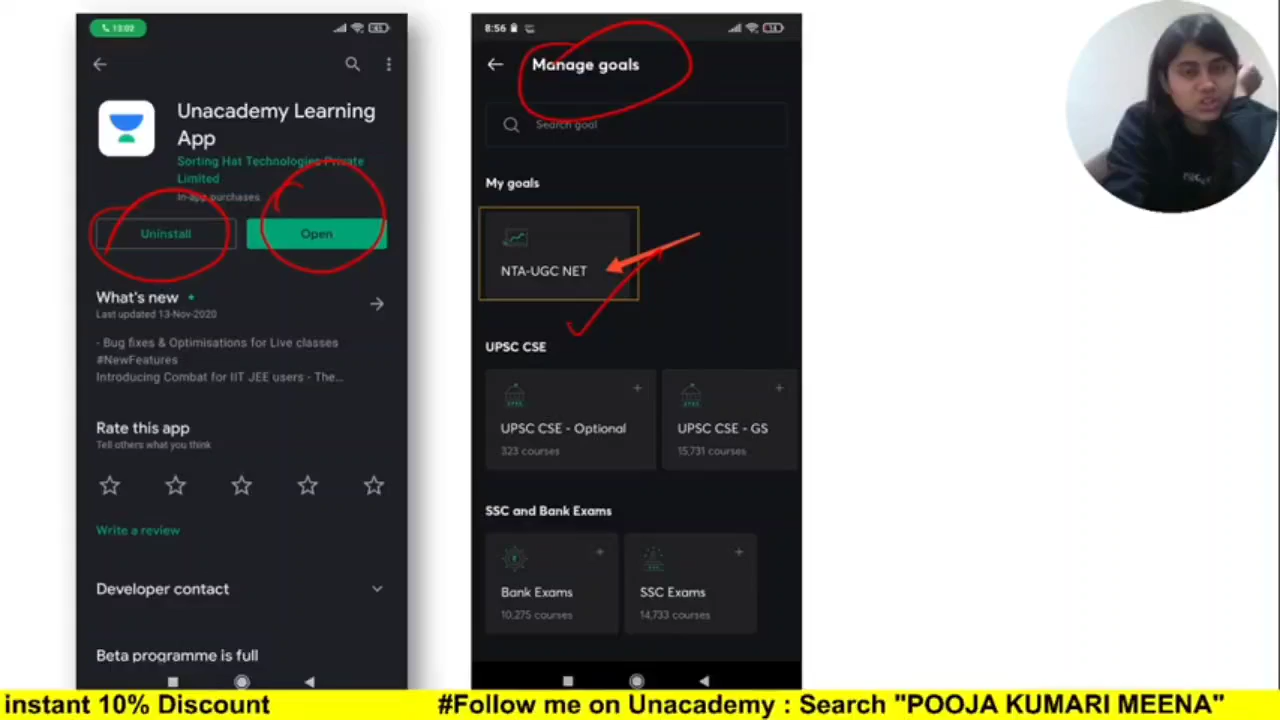 13:02
Unacademy Learning
App
Sorting Hat Technologies Private
Limited
In-app purchases
Uninstall
Open
What's new
Last updated 13-Nov-2020
- Bug fixes & Optimisations for Live classes
#NewFeatures
Introducing Combat for IIT JEE users - The...
Rate this app
Tell others what you think
Write a review
Developer contact
Beta programme is full
8:56
Manage goals
Search goal
My goals
NTA-UGC NET
UPSC CSE
UPSC CSE - Optional
323 courses
UPSC CSE - GS
15,731 courses
SSC and Bank Exams
Bank Exams
10,275 courses
SSC Exams
14,733 courses
instant 10% Discount
#Follow me on Unacademy : Search "POOJA KUMARI MEENA"